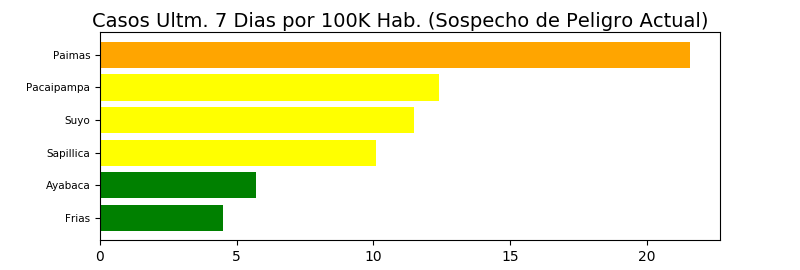 Casos Ultm. 7 Dias por 100K Hab. (Sospecho de Peligro Actual)
Paimas
Pacaipampa
Suyo
Sapillica
Ayabaca
Frias
0 5 10 15 20